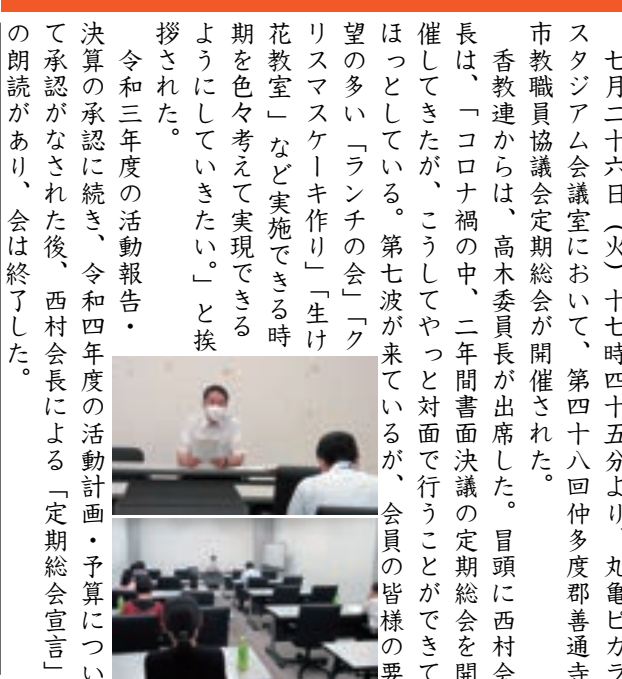 七月二十六日（火）十七時四十五分より、丸亀ピカラ
スタジアム会議室において、第四十八回仲多度郡善通寺
市教職員協議会定期総会が開催された。
香教連からは、高木委員長が出席した。冒頭に西村会
長は、「コロナ禍の中、二年間書面決議の定期総会を開
催してきたが、こうしてやっと対面で行うことができて
ほっとしている。第七波が来ているが、会員の皆様の要
望の多い「ランチの会」「ク
リスマスケーキ作り」「生け
花教室」など実施できる時
期を色々考えて実現できる
ようにしていきたい。」と挨
拶された。
令和三年度の活動報告・
決算の承認に続き、令和四年度の活動計画・予算につい
て承認がなされた後、西村会長による「定期総会宣言」
の朗読があり、会は終了した。